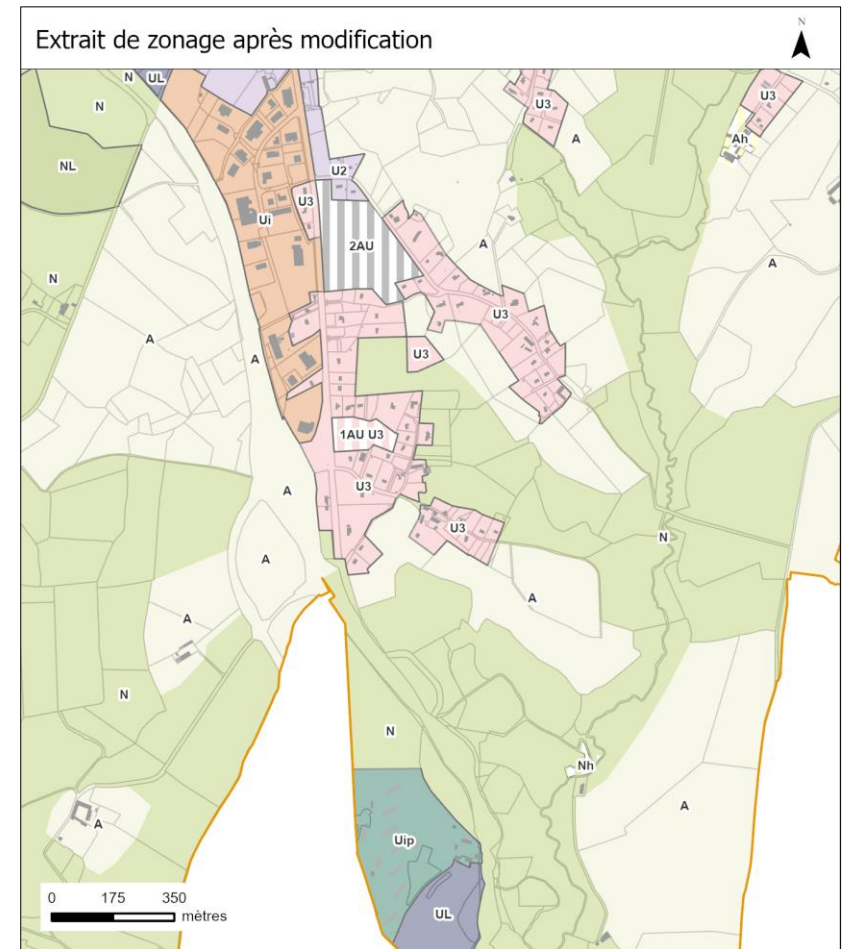 Extrait de zonage après modification
N
N
UL
N
U3
U3
A
Ah
NL
U2
U3
Ui
2AU
A
A
N
U3
A
A
U3
1AU U3
U3
A
U3
N
A
A
A
N
N
Nh
A
A
Uip
UL
0 175 350
mètres